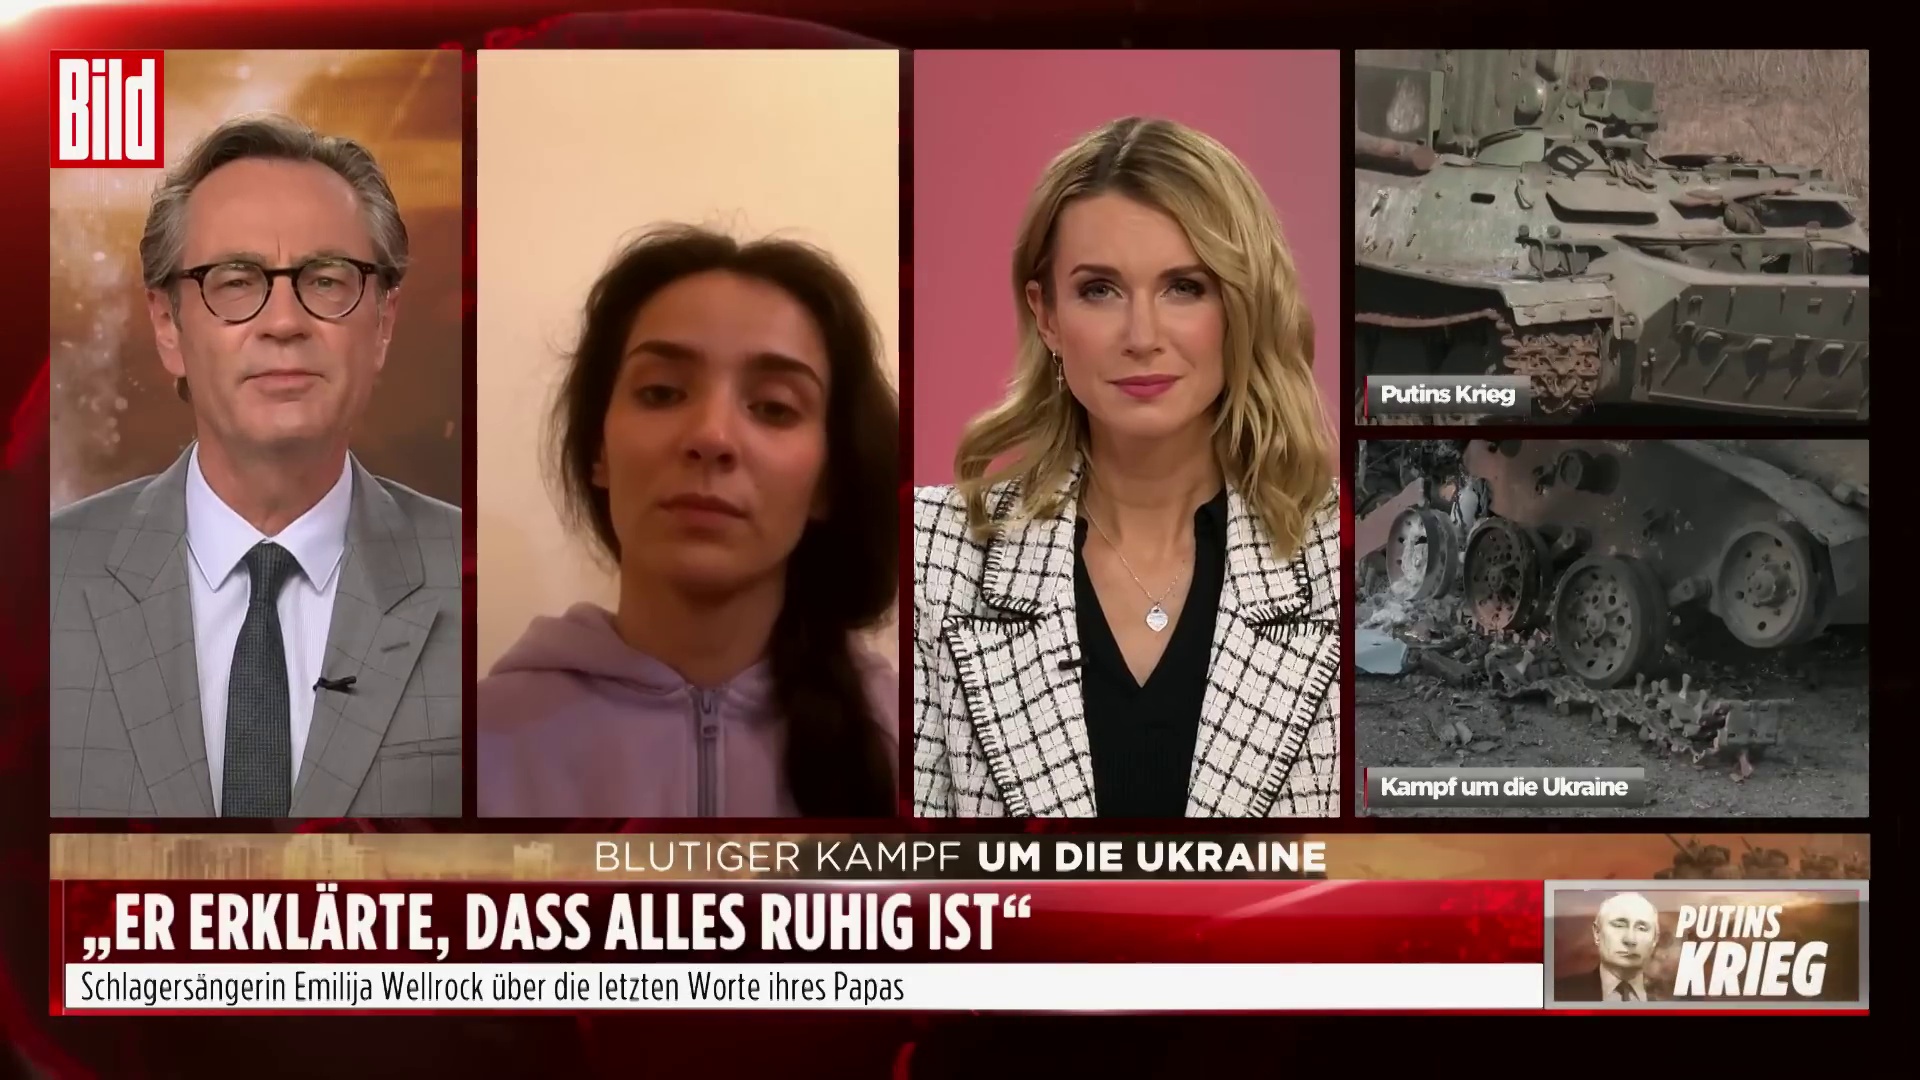 Bild
Putins Krieg
Kampf um die Ukraine
BLUTIGER KAMPF UM DIE UKRAINE
„ER ERKLÄRTE, DASS ALLES RUHIG IST“
Schlagersängerin Emilija Wellrock über die letzten Worte ihres Papas
PUTINS
KRIEG